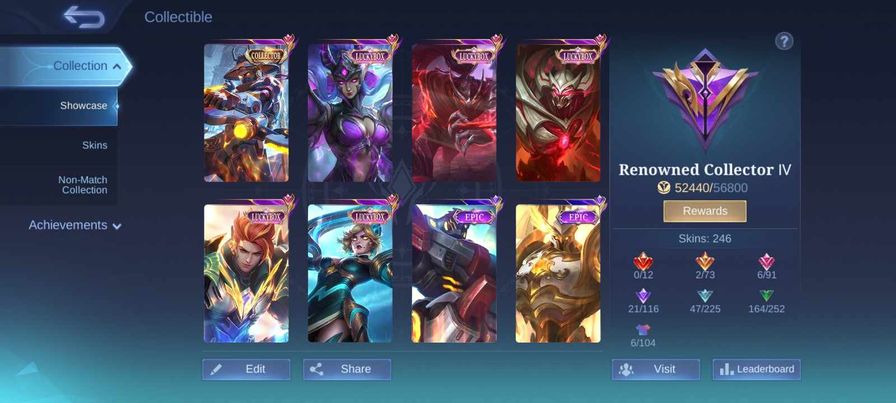 Collectible
Collection
Showcase
Skins
Non-Match
Collection
Achievements
COLLECTOR
LUCKYBOX
LUCKYBOX
LUCKYBOX
LUCKYBOX
LUCKYBOX
EPIC
EPIC
Edit
Share
?
Renowned Collector IV
52440/56800
Rewards
Skins: 246
0/12
2/73
6/91
21/116
47/225
164/252
6/104
Visit
Leaderboard